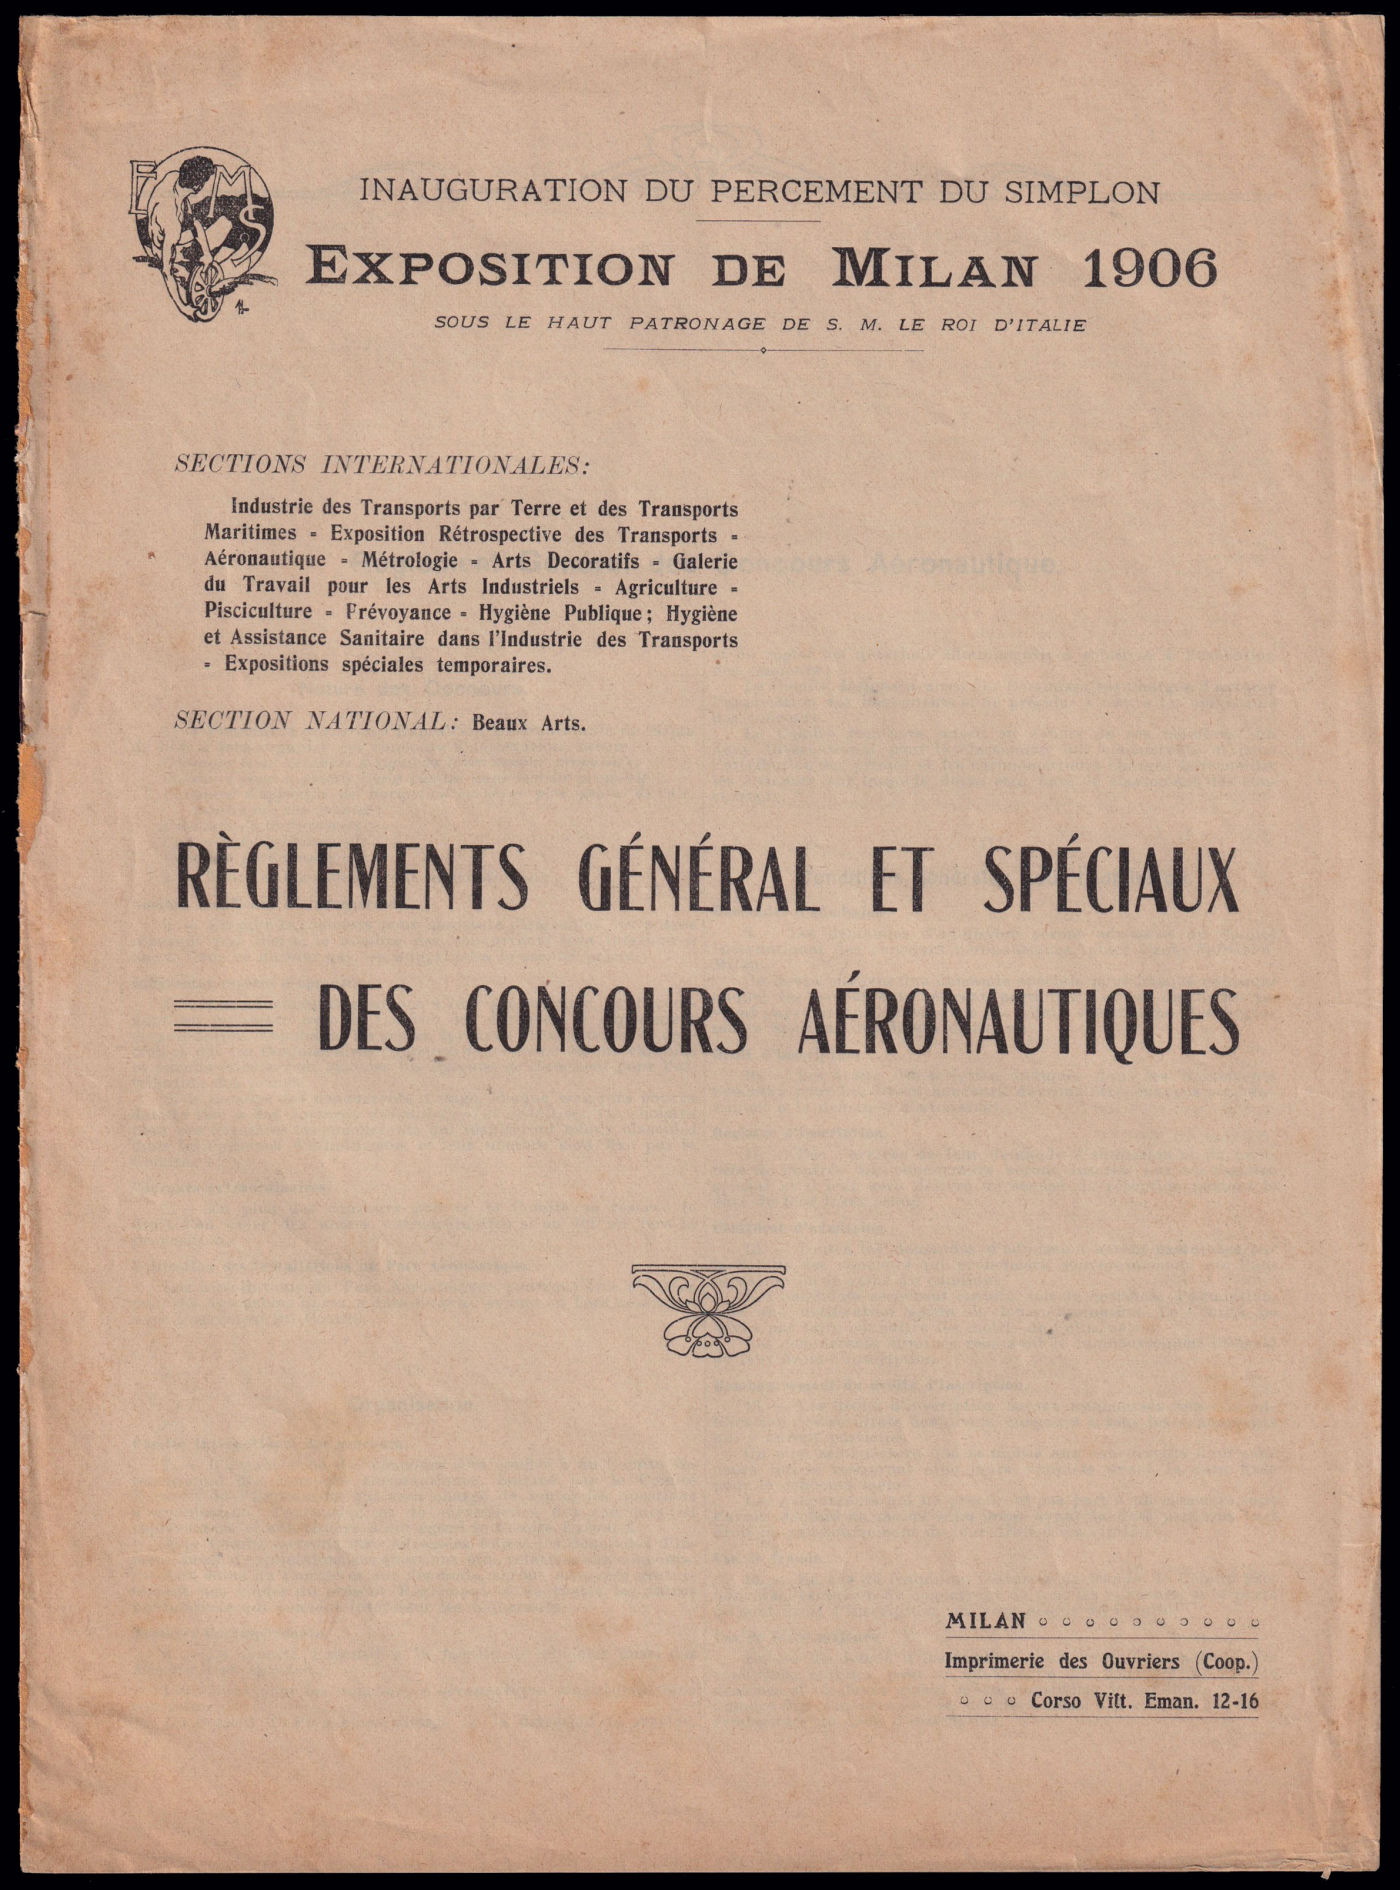 E M S
INAUGURATION DU PERCEMENT DU SIMPLON
EXPOSITION DE MILAN 1906
SOUS LE HAUT PATRONAGE DE S. M. LE ROI D'ITALIE
SECTIONS INTERNATIONALES:
Industrie des Transports par Terre et des Transports
Maritimes - Exposition Rétrospective des Transports -
Aéronautique - Métrologie - Arts Decoratifs - Galerie
du Travail pour les Arts Industriels - Agriculture -
Pisciculture - Prévoyance - Hygiène Publique; Hygiène
et Assistance Sanitaire dans l'Industrie des Transports
- Expositions spéciales temporaires.
SECTION NATIONAL: Beaux Arts.
RÈGLEMENTS GÉNÉRAL ET SPÉCIAUX
DES CONCOURS AÉRONAUTIQUES
MILAN
Imprimerie des Ouvriers (Coop.)
Corso Vitt. Eman. 12-16